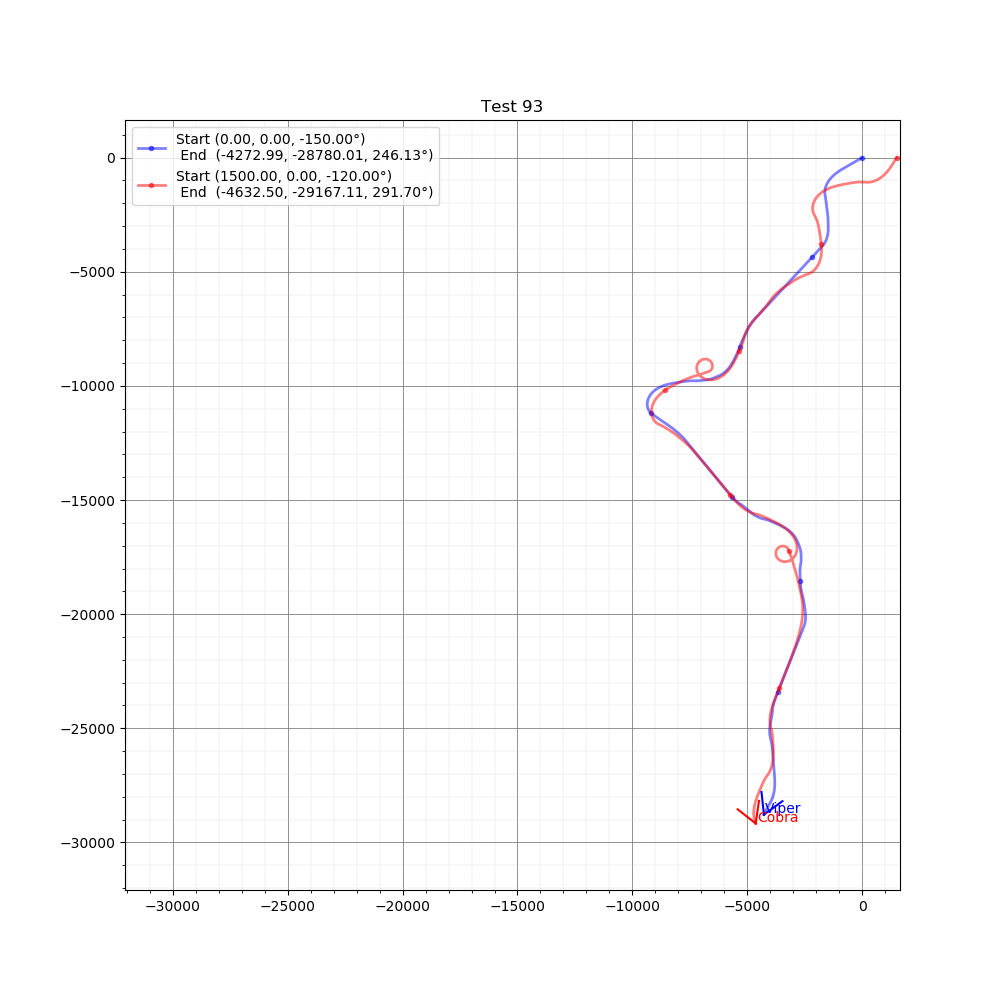 Test 93
Start (0.00, 0.00, -150.00°)
End (-4272.99, -28780.01, 246.13°)
Start (1500.00, 0.00, -120.00°)
End (-4632.50, -29167.11, 291.70°)
0
−5000
−10000
−15000
−20000
−25000
−30000
Viper
Cobra
−30000 −25000 −20000 −15000 −10000 −5000 0